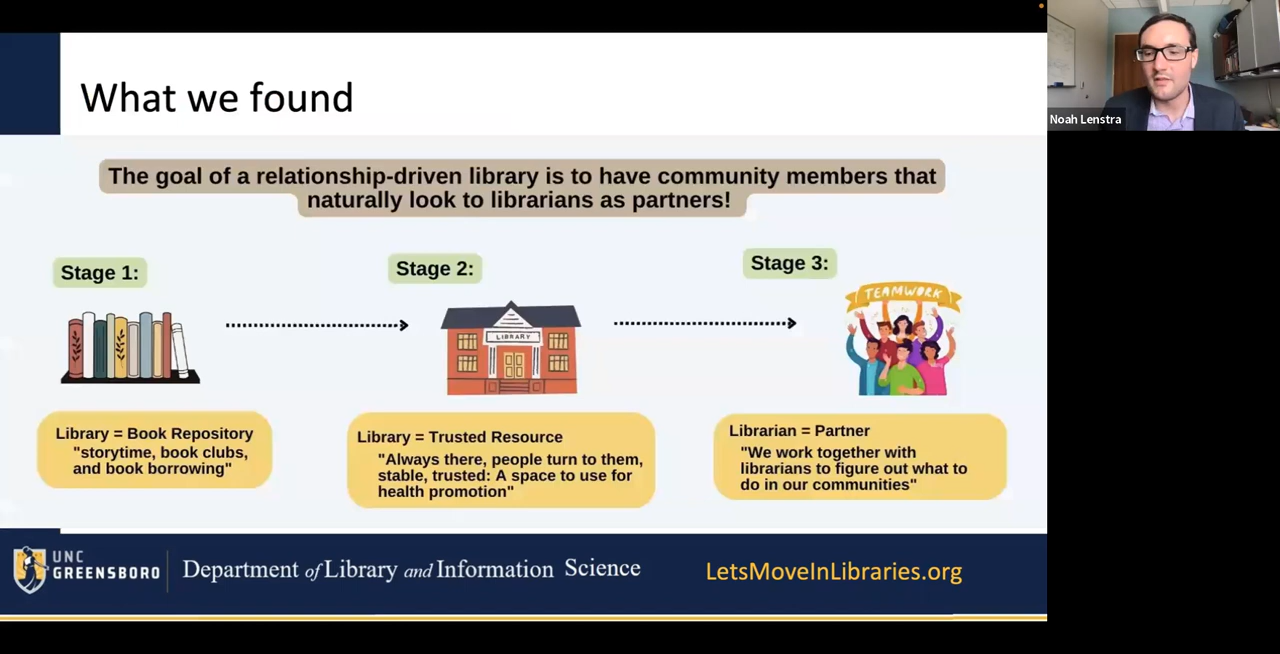 What we found
Noah Lenstra
The goal of a relationship-driven library is to have community members that
naturally look to librarians as partners!
Stage 1:
Stage 2:
Stage 3:
LIBRARY
TEAMWORK
Library = Book Repository
"storytime, book clubs,
and book borrowing"
Library = Trusted Resource
"Always there, people turn to them,
stable, trusted: A space to use for
health promotion"
Librarian = Partner
"We work together with
librarians to figure out what to
do in our communities"
UNC
GREENSBORO
Department of Library and Information Science
LetsMoveInLibraries.org